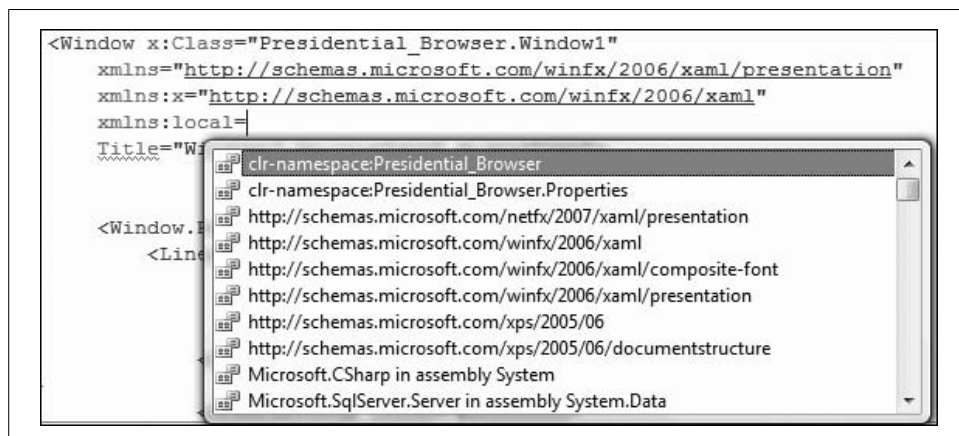 <Window x:Class="Presidential_Browser.Window1"
xmlns="http://schemas.microsoft.com/winfx/2006/xaml/presentation"
xmlns:x="http://schemas.microsoft.com/winfx/2006/xaml"
xmlns:local=
Title="Wi
clr-namespace:Presidential_Browser
clr-namespace:Presidential_Browser.Properties
http://schemas.microsoft.com/netfx/2007/xaml/presentation
<Window.
http://schemas.microsoft.com/winfx/2006/xaml
<Line
http://schemas.microsoft.com/winfx/2006/xaml/composite-font
http://schemas.microsoft.com/winfx/2006/xaml/presentation
http://schemas.microsoft.com/xps/2005/06
http://schemas.microsoft.com/xps/2005/06/documentstructure
<
Microsoft.CSharp in assembly System
Microsoft.SqlServer.Server in assembly System.Data
<